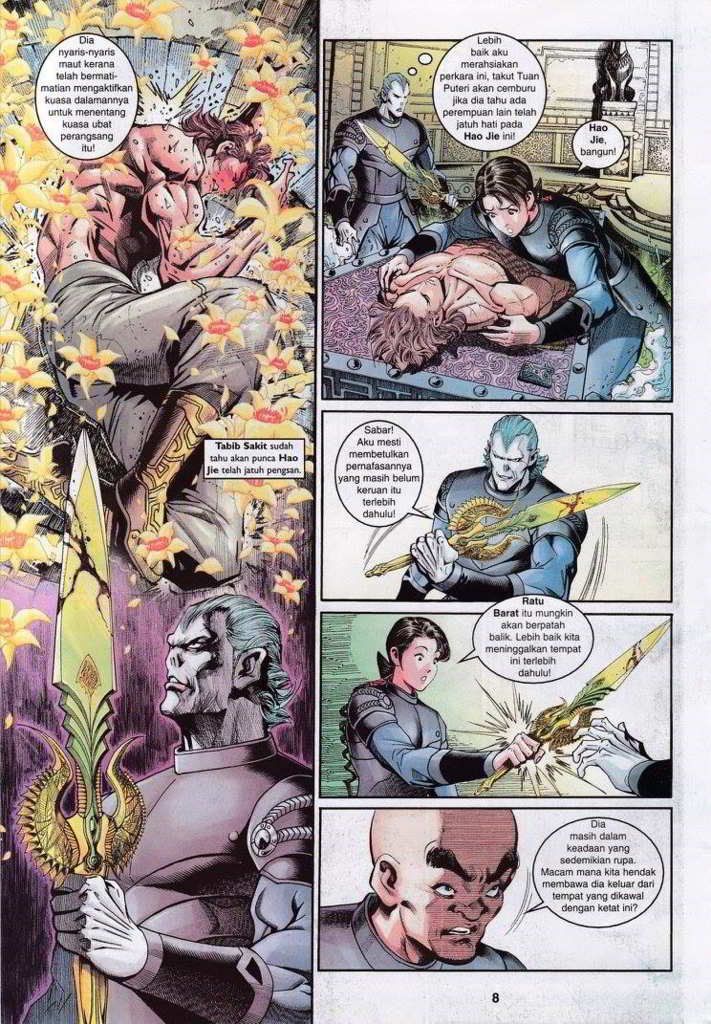 Dia
nyaris-nyaris
maut kerana
telah bermati-
matian mengaktifkan
kuasa dalamannya
untuk menentang
kuasa ubat
perangsang
itu!
Tabib Sakit sudah
tahu akan punca Hao
Jie telah jatuh pengsan.
Lebih
baik aku
merahsiakan
perkara ini, takut Tuan
Puteri akan cemburu
jika dia tahu ada
perempuan lain telah
jatuh hati pada
Hao Jie ini!
Hao
Jie,
bangun!
Sabar!
Aku mesti
membetulkan
pernafasannya
yang masih belum
keruan itu
terlebih
dahulu!
Ratu
Barat itu mungkin
akan berpatah
balik. Lebih baik kita
meninggalkan tempat
ini terlebih
dahulu!
Dia
masih dalam
keadaan yang
sedemikian rupa.
Macam mana kita hendak
membawa dia keluar dari
tempat yang dikawal
dengan ketat ini?
8